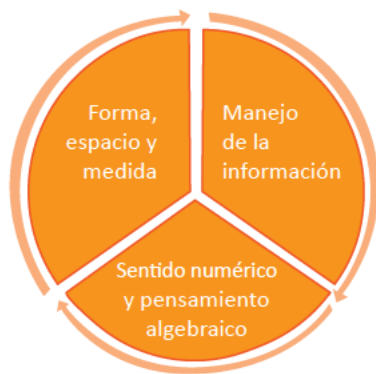 Forma,
espacio y
medida
Manejo
de la
información
Sentido numérico
y pensamiento
algebraico